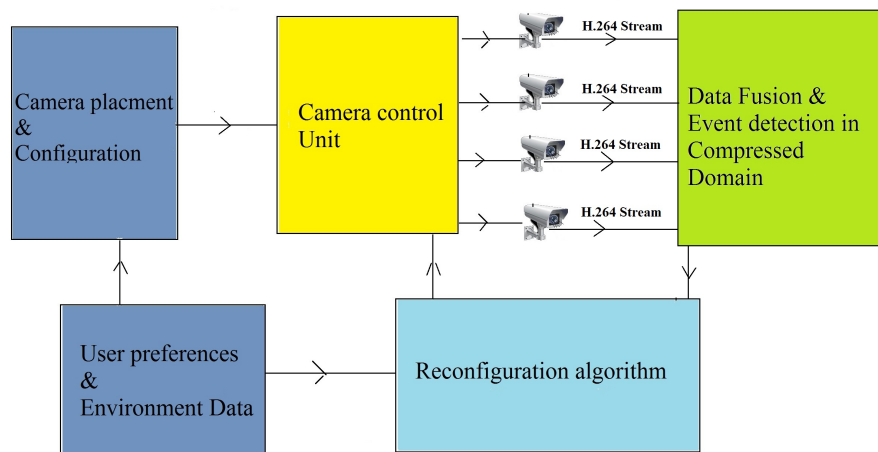 Camera placment
&
Configuration
Camera control
Unit
H.264 Stream
H.264 Stream
H.264 Stream
H.264 Stream
Data Fusion &
Event detection in
Compressed
Domain
User preferences
&
Environment Data
Reconfiguration algorithm